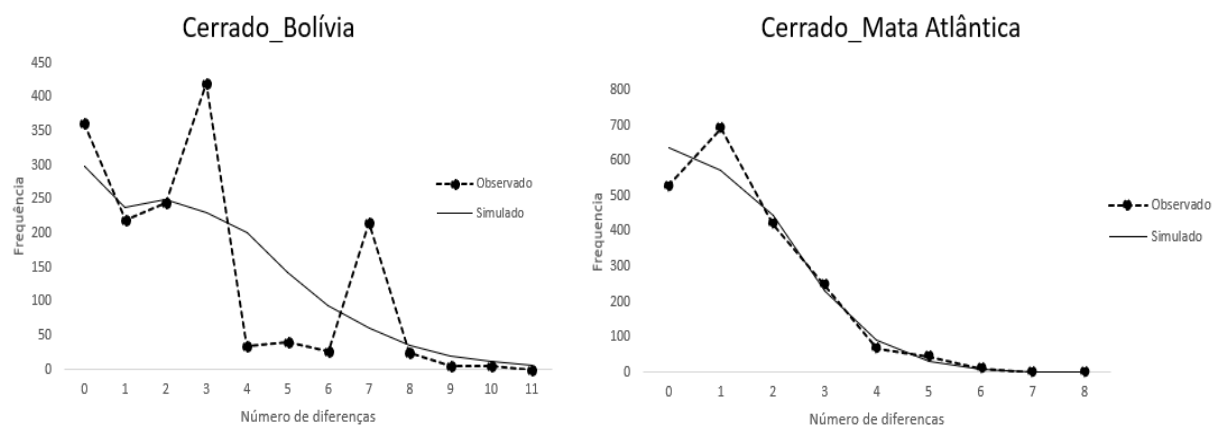 Cerrado_Bolívia
450
400
350
300
250
200
150
100
50
0
Frequência
0 1 2 3 4 5 6 7 8 9 10 11
Número de diferenças
Observado
Simulado
Cerrado_Mata Atlântica
800
700
600
500
400
300
200
100
0
Frequencia
0 1 2 3 4 5 6 7 8
Número de diferencas
Observado
Simulado